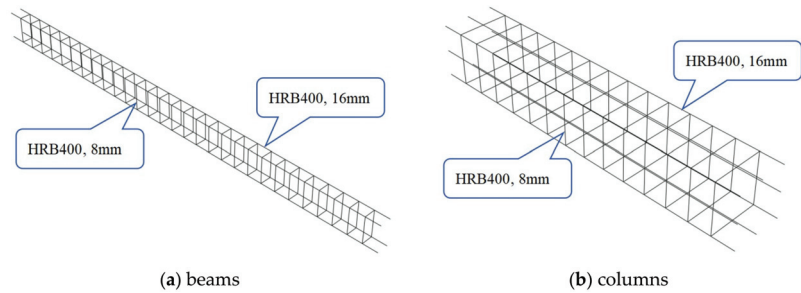 HRB400, 16mm
HRB400, 8mm
(a) beams
HRB400, 16mm
HRB400, 8mm
(b) columns